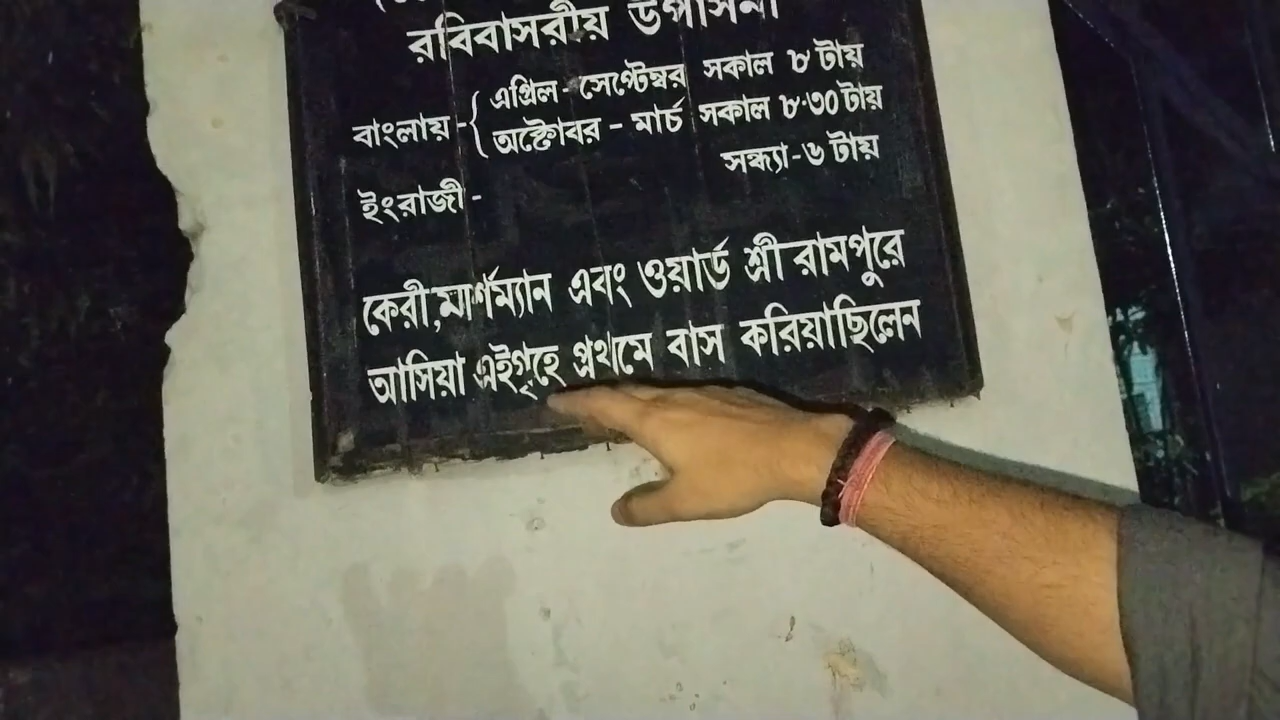 রবিবাসরীয় উপাসনা
বাংলায় - { এপ্রিল - সেপ্টেম্বর সকাল ৮ টায়
অক্টোবর - মার্চ সকাল ৮·৩০ টায়
সন্ধ্যা - ৬ টায়
ইংরাজী -
কেরী, মার্শম্যান এবং ওয়ার্ড শ্রীরামপুরে
আসিয়া এইগৃহে প্রথমে বাস করিয়াছিলেন